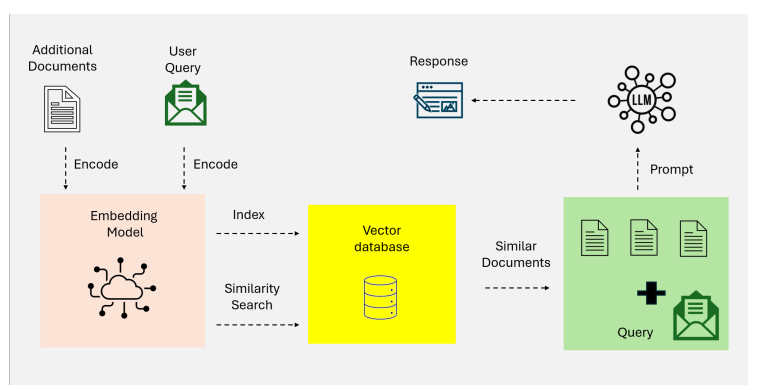 Additional
Documents
User
Query
Response
LLM
Encode
Encode
Prompt
Embedding
Model
Index
Vector
database
Similarity
Search
Similar
Documents
Query